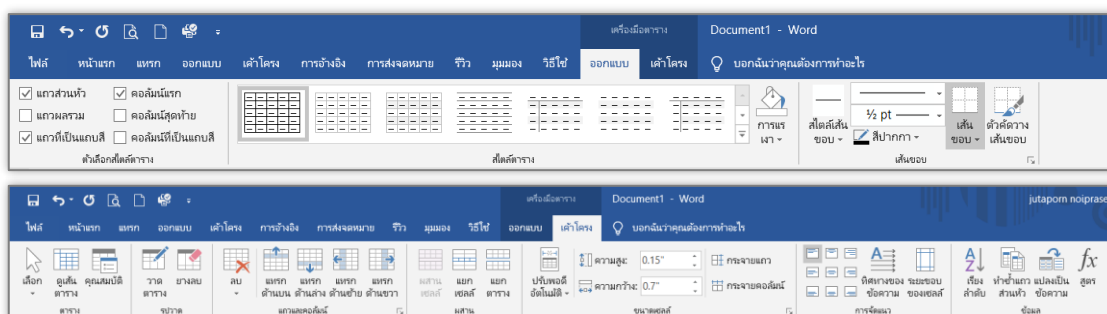 เครื่องมือตาราง Document1 - Word
ไฟล์ หน้าแรก แทรก ออกแบบ เค้าโครง การอ้างอิง การส่งจดหมาย รีวิว มุมมอง วิธีใช้ ออกแบบ เค้าโครง บอกฉันว่าคุณต้องการทำอะไร
แถวส่วนหัว คอลัมน์แรก
แถวผลรวม คอลัมน์สุดท้าย
แถวที่เป็นแถบสี คอลัมน์ที่เป็นแถบสี
การแร
เงา
สไตล์เส้น
ขอบ
½ pt
สีปากกา
เส้น
ขอบ
ตัวคัดวาง
เส้นขอบ
ตัวเลือกสไตล์ตาราง สไตล์ตาราง เส้นขอบ
เครื่องมือตาราง Document1 - Word jutaporn noiprase
ไฟล์ หน้าแรก แทรก ออกแบบ เค้าโครง การอ้างอิง การส่งจดหมาย รีวิว มุมมอง วิธีใช้ ออกแบบ เค้าโครง บอกฉันว่าคุณต้องการทำอะไร
เลือก
ดูเส้น
ตาราง
คุณสมบัติ
วาด
ตาราง
ยางลบ
ลบ
แทรก
ด้านบน
แทรก
ด้านล่าง
แทรก
ด้านซ้าย
แทรก
ด้านขวา
ผสาน
เซลล์
แยก
เซลล์
แยก
ตาราง
ปรับพอดี
อัตโนมัติ
ความสูง: 0.15" กระจายแถว
ความกว้าง: 0.7" กระจายคอลัมน์
ทิศทางของ
ข้อความ
ระยะขอบ
ของเซลล์
เรียง
ลำดับ
ทำซ้ำแถว
ส่วนหัว
แปลงเป็น
ข้อความ
fx
สูตร
ตาราง รูปวาด แถวและคอลัมน์ ผสาน ขนาดเซลล์ การจัดแนว ข้อมูล